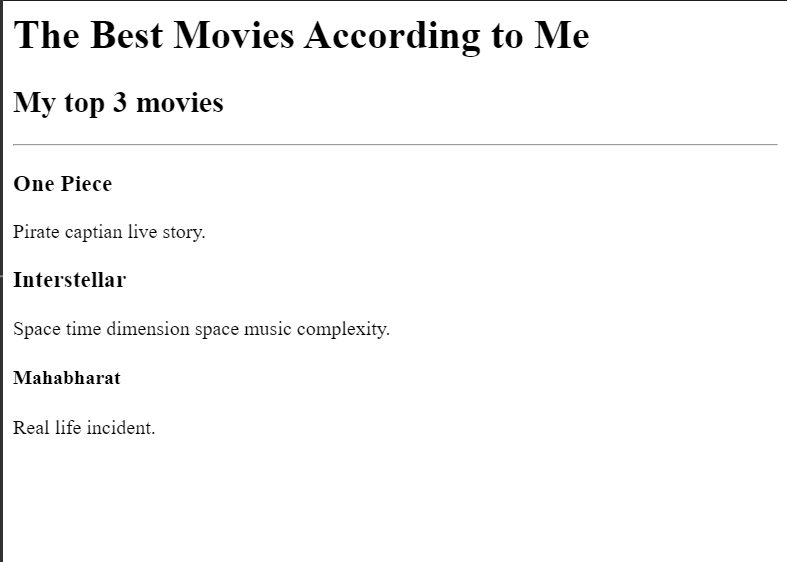 The Best Movies According to Me
My top 3 movies
One Piece
Pirate captian live story.
Interstellar
Space time dimension space music complexity.
Mahabharat
Real life incident.